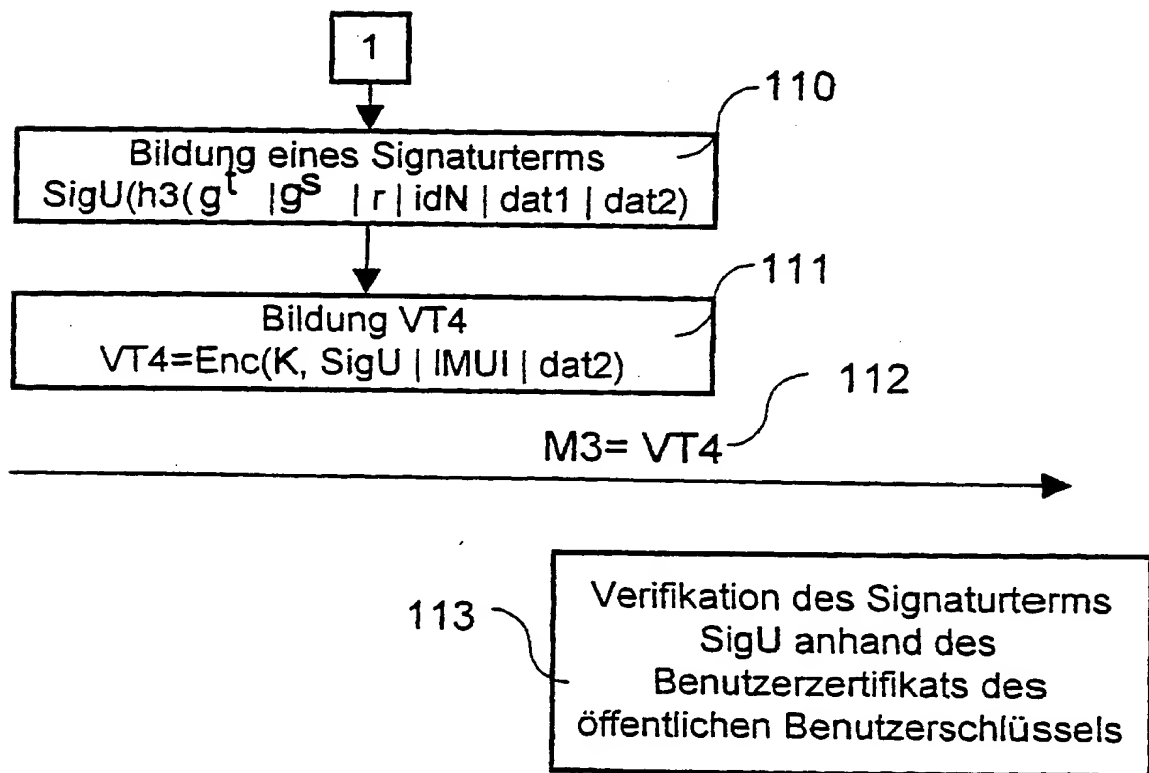 1
110
Bildung eines Signaturterms
SigU(h3(g^t |g^s | r | idN | dat1 | dat2)
111
Bildung VT4
VT4=Enc(K, SigU | IMUI | dat2)
112
M3= VT4
113
Verifikation des Signaturterms
SigU anhand des
Benutzerzertifikats des
öffentlichen Benutzerschlüssels